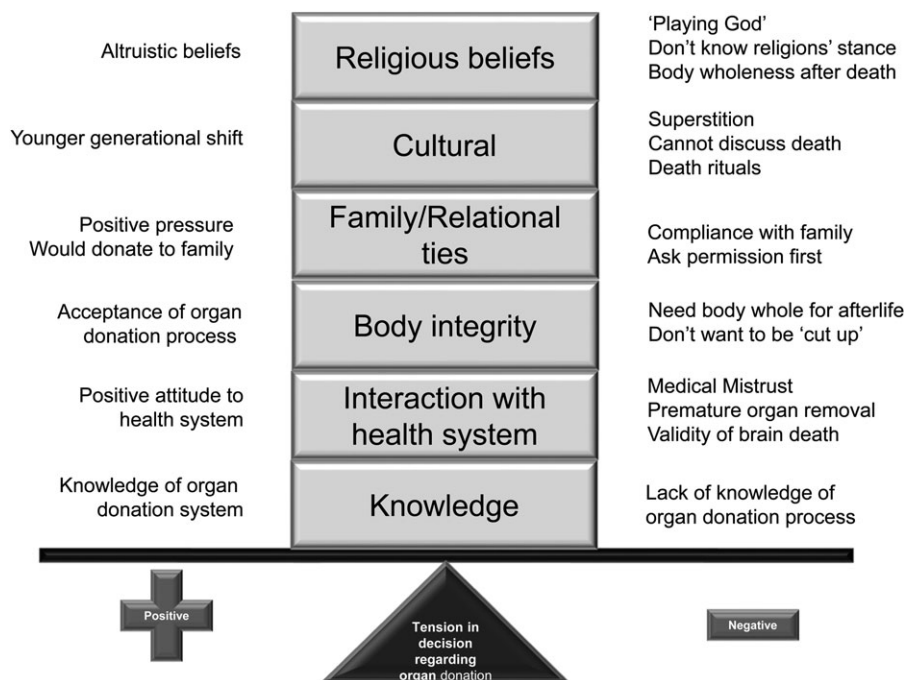 Altruistic beliefs
Religious beliefs
‘Playing God’
Don’t know religions’ stance
Body wholeness after death
Younger generational shift
Cultural
Superstition
Cannot discuss death
Death rituals
Positive pressure
Would donate to family
Family/Relational
ties
Compliance with family
Ask permission first
Acceptance of organ
donation process
Body integrity
Need body whole for afterlife
Don’t want to be ‘cut up’
Positive attitude to
health system
Interaction with
health system
Medical Mistrust
Premature organ removal
Validity of brain death
Knowledge of organ
donation system
Knowledge
Lack of knowledge of
organ donation process
Positive
Tension in
decision
regarding
organ donation
Negative